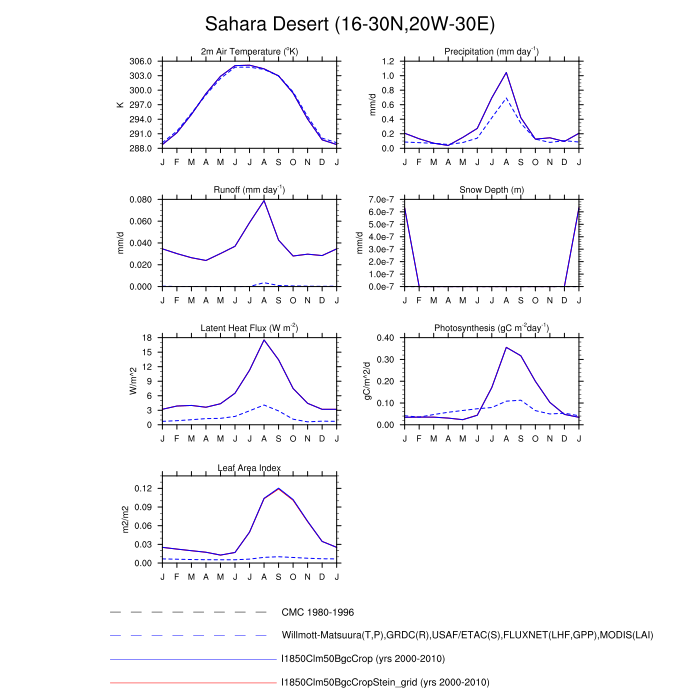 Sahara Desert (16-30N,20W-30E)
2m Air Temperature (°K)
306.0
303.0
300.0
297.0
294.0
291.0
288.0
K
J F M A M J J A S O N D J
Precipitation (mm day-1)
1.2
1.0
0.8
0.6
0.4
0.2
0.0
mm/d
J F M A M J J A S O N D J
Runoff (mm day-1)
0.080
0.060
0.040
0.020
0.000
mm/d
J F M A M J J A S O N D J
Snow Depth (m)
7.0e-7
6.0e-7
5.0e-7
4.0e-7
3.0e-7
2.0e-7
1.0e-7
0.0e-7
mm/d
J F M A M J J A S O N D J
Latent Heat Flux (W m-2)
18
15
12
9
6
3
0
W/m^2
J F M A M J J A S O N D J
Photosynthesis (gC m-2day-1)
0.40
0.30
0.20
0.10
0.00
gC/m^2/d
J F M A M J J A S O N D J
Leaf Area Index
0.12
0.09
0.06
0.03
0.00
m2/m2
J F M A M J J A S O N D J
CMC 1980-1996
Willmott-Matsuura(T,P),GRDC(R),USAF/ETAC(S),FLUXNET(LHF,GPP),MODIS(LAI)
I1850Clm50BgcCrop (yrs 2000-2010)
I1850Clm50BgcCropStein_grid (yrs 2000-2010)